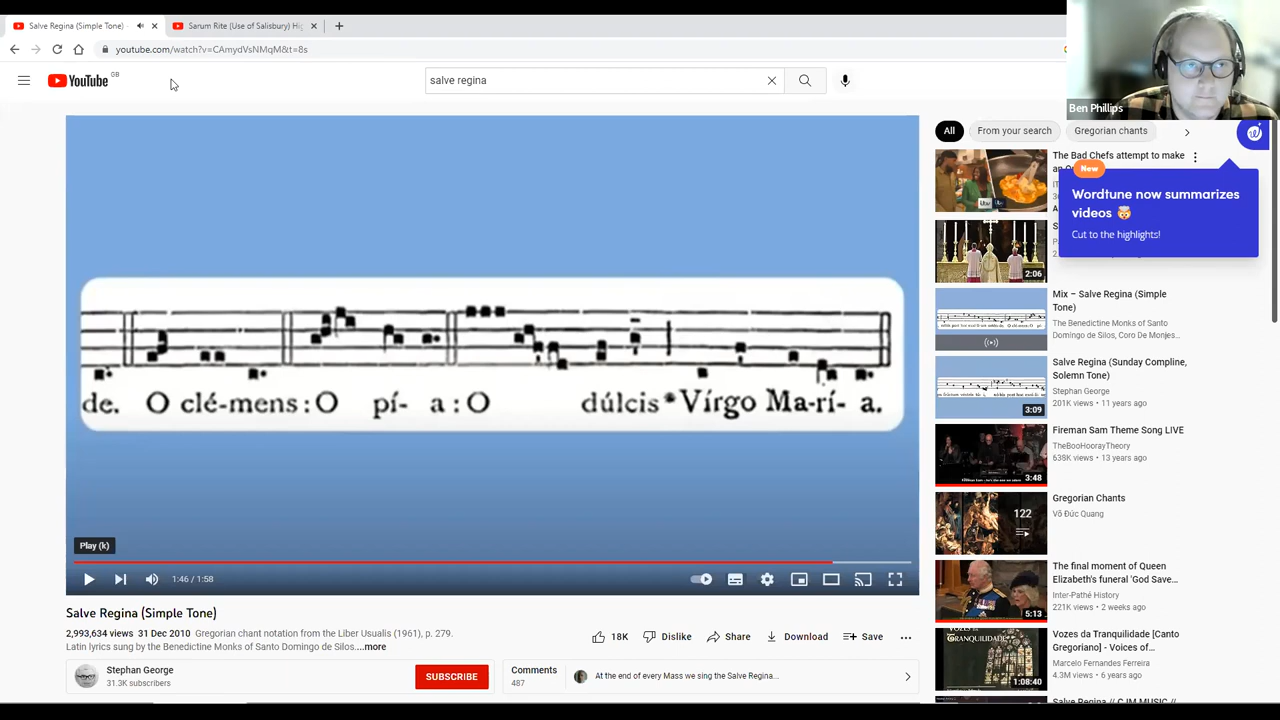 Salve Regina (Simple Tone)
Sarum Rite (Use of Salisbury) Hi
youtube.com/watch?v=CAmydVsNMqM&t=8s
YouTube GB
salve regina
Ben Phillips
de. O clé-mens : O pí- a : O dúlcis * Vírgo Ma-rí- a.
Play (k)
1:46 / 1:58
Salve Regina (Simple Tone)
2,993,634 views 31 Dec 2010 Gregorian chant notation from the Liber Usualis (1961), p. 279.
Latin lyrics sung by the Benedictine Monks of Santo Domingo de Silos....more
18K Dislike Share Download Save
Stephan George
31.3K subscribers
SUBSCRIBE
Comments
487
At the end of every Mass we sing the Salve Regina...
All From your search Gregorian chants
The Bad Chefs attempt to make
New
Wordtune now summarizes
videos 🤯
Cut to the highlights!
2:06
Mix – Salve Regina (Simple
Tone)
The Benedictine Monks of Santo
Domingo de Silos, Coro De Monjes...
Salve Regina (Sunday Compline,
Solemn Tone)
Stephan George
201K views • 11 years ago
3:09
Fireman Sam Theme Song LIVE
TheBooHoorayTheory
638K views • 13 years ago
3:48
Gregorian Chants
Võ Đúc Quang
122
The final moment of Queen
Elizabeth's funeral 'God Save...
Inter-Pathé History
221K views • 2 weeks ago
5:13
Vozes da Tranquilidade [Canto
Gregoriano] - Voices of...
Marcelo Fernandes Ferreira
4.3M views • 6 years ago
1:08:40